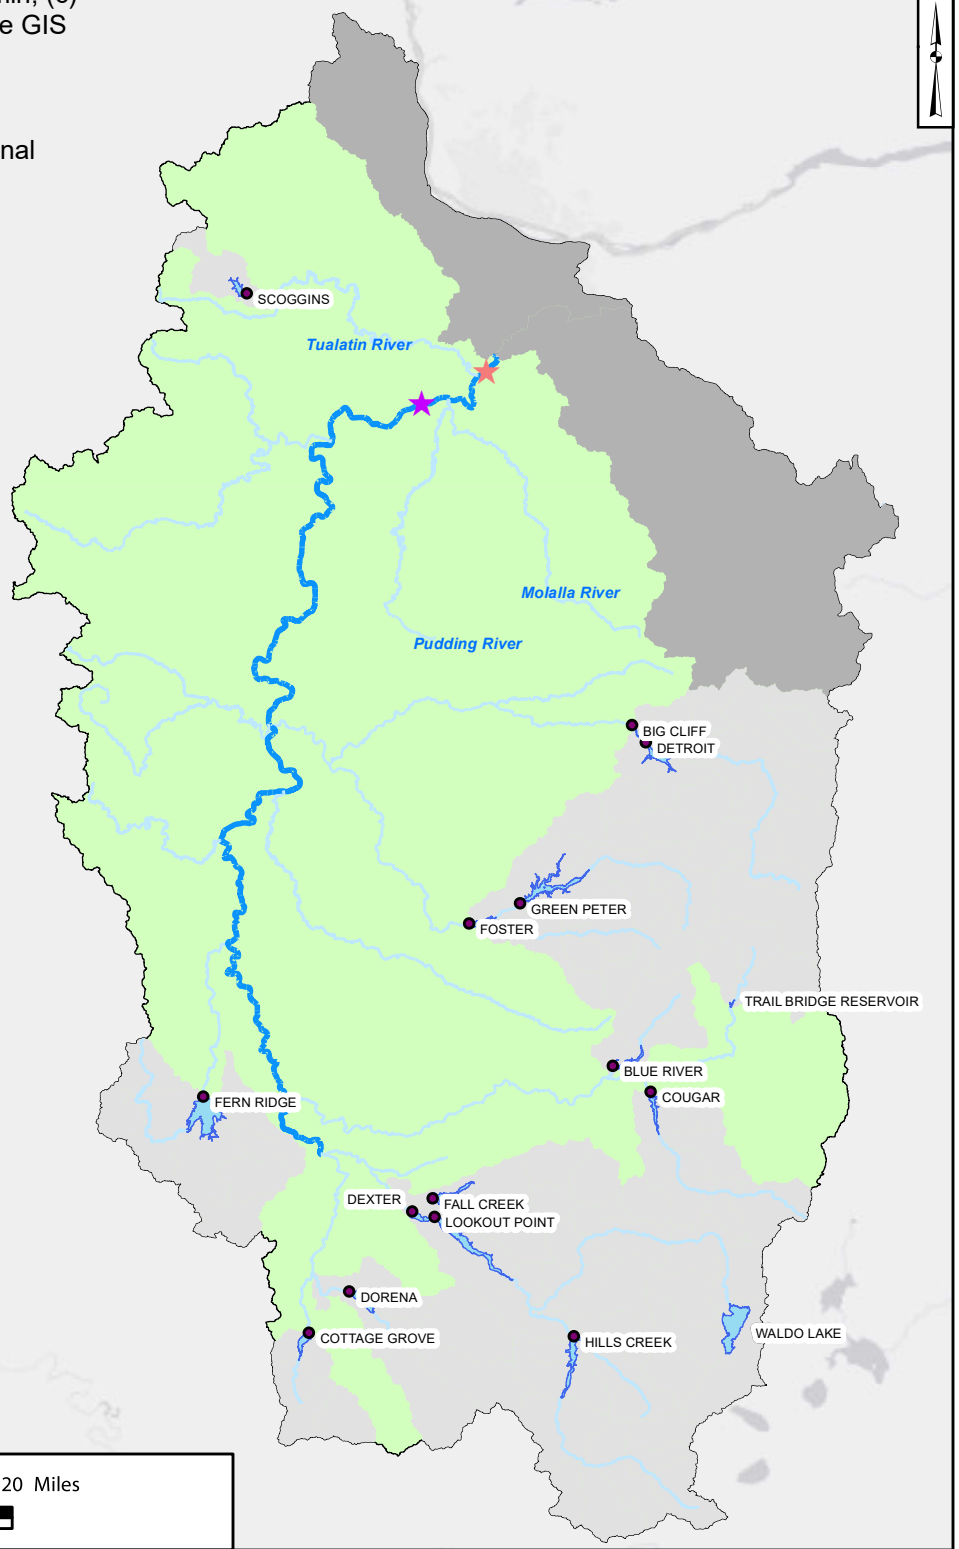 e GIS
nal
SCOGGINS
Tualatin River
Molalla River
Pudding River
BIG CLIFF
DETROIT
GREEN PETER
FOSTER
TRAIL BRIDGE RESERVOIR
BLUE RIVER
COUGAR
FERN RIDGE
DEXTER
FALL CREEK
LOOKOUT POINT
DORENA
COTTAGE GROVE
HILLS CREEK
WALDO LAKE
20 Miles